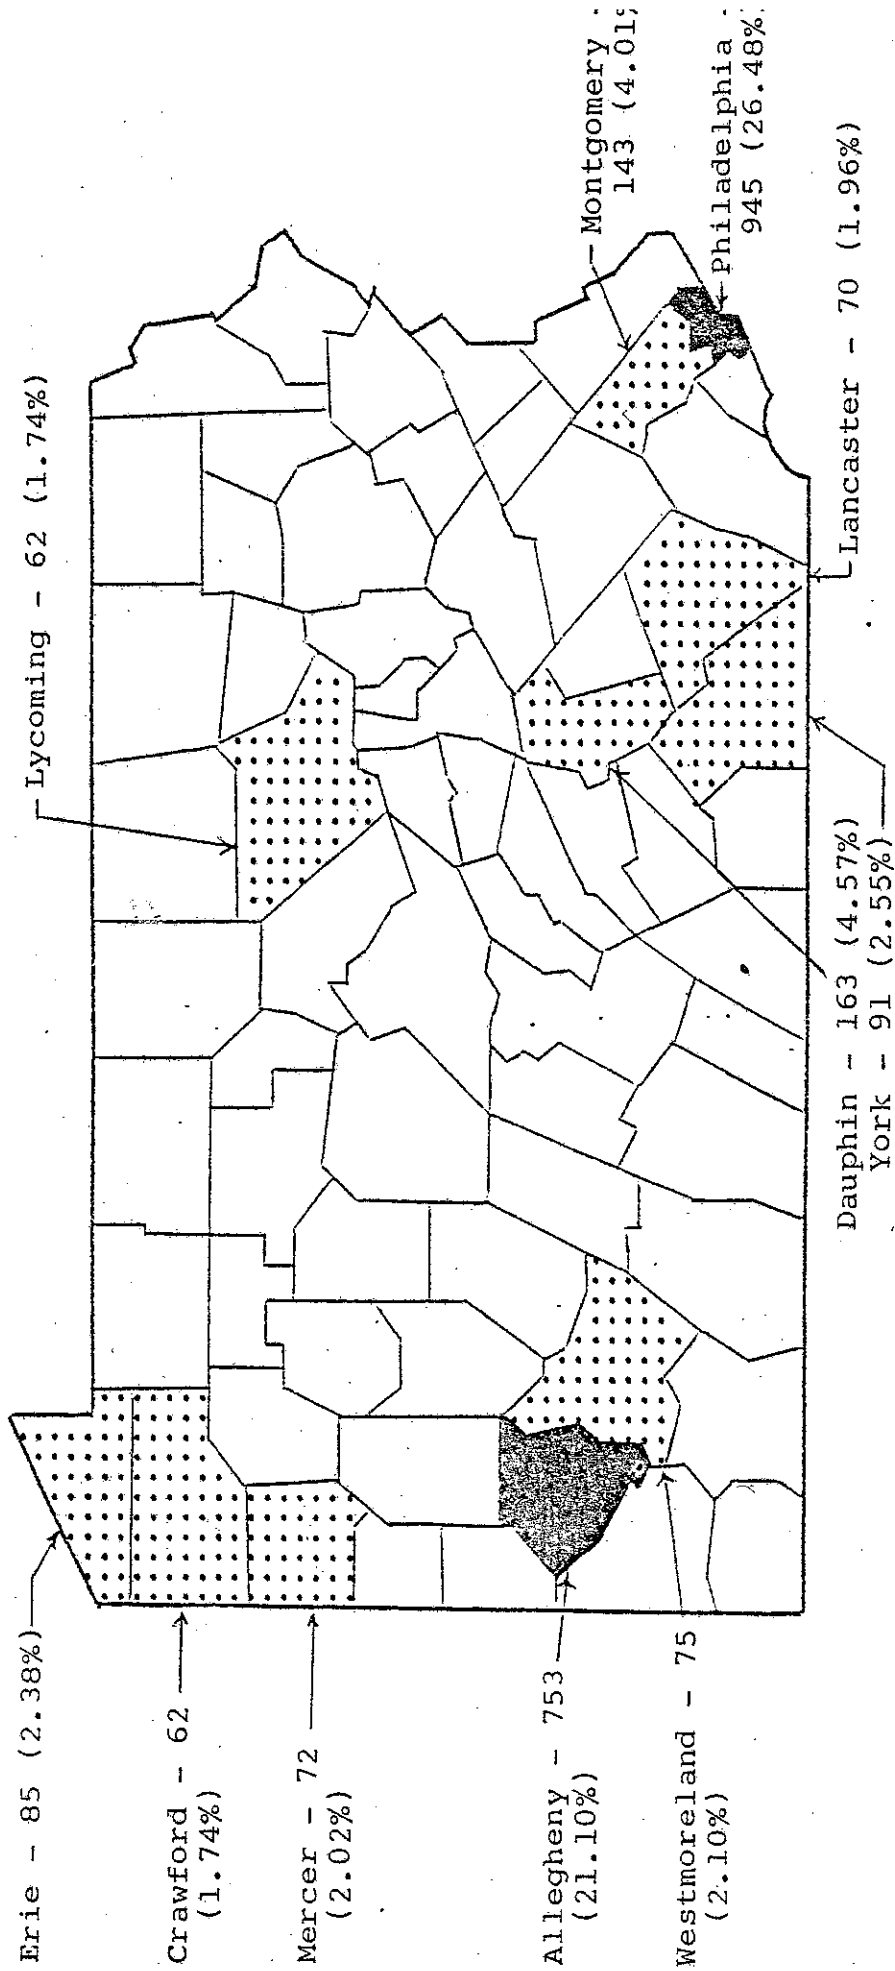 Erie - 85 (2.38%)
Lycoming - 62 (1.74%)
Crawford - 62
(1.74%)
Mercer - 72
(2.02%)
Allegheny - 753
(21.10%)
Westmoreland - 75
(2.10%)
Montgomery -
143 (4.01%
Philadelphia -
945 (26.48%
Lancaster - 70 (1.96%)
Dauphin - 163 (4.57%)
York - 91 (2.55%)